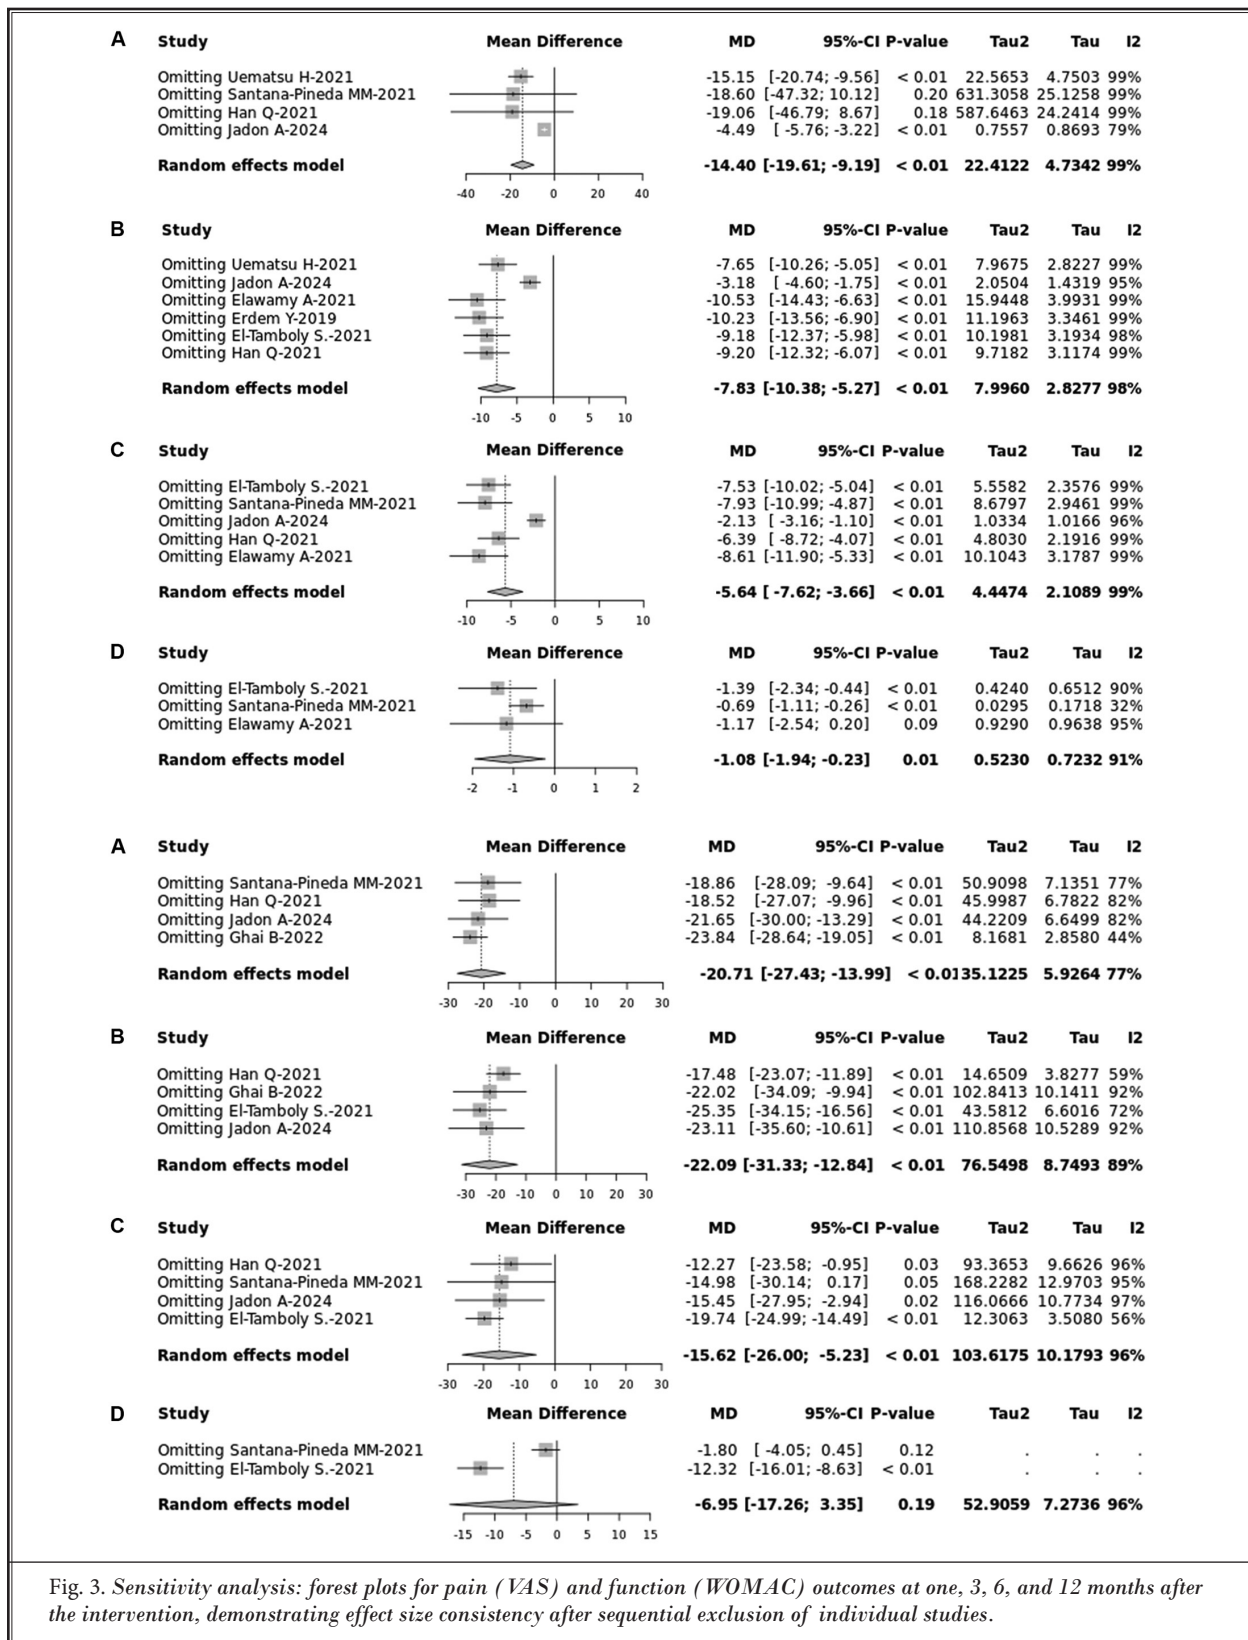 A Study Mean Difference MD 95%-CI P-value Tau2 Tau I2
Omitting Uematsu H-2021 -15.15 [-20.74; -9.56] < 0.01 22.5653 4.7503 99%
Omitting Santana-Pineda MM-2021 -18.60 [-47.32; 10.12] 0.20 631.3058 25.1258 99%
Omitting Han Q-2021 -19.06 [-46.79; 8.67] 0.18 587.6463 24.2414 99%
Omitting Jadon A-2024 -4.49 [ -5.76; -3.22] < 0.01 0.7557 0.8693 79%
Random effects model -14.40 [-19.61; -9.19] < 0.01 22.4122 4.7342 99%
-40 -20 0 20 40
B Study Mean Difference MD 95%-CI P-value Tau2 Tau I2
Omitting Uematsu H-2021 -7.65 [-10.26; -5.05] < 0.01 7.9675 2.8227 99%
Omitting Jadon A-2024 -3.18 [ -4.60; -1.75] < 0.01 2.0504 1.4319 95%
Omitting Elawamy A-2021 -10.53 [-14.43; -6.63] < 0.01 15.9448 3.9931 99%
Omitting Erdem Y-2019 -10.23 [-13.56; -6.90] < 0.01 11.1963 3.3461 99%
Omitting El-Tamboly S.-2021 -9.18 [-12.37; -5.98] < 0.01 10.1981 3.1934 98%
Omitting Han Q-2021 -9.20 [-12.32; -6.07] < 0.01 9.7182 3.1174 99%
Random effects model -7.83 [-10.38; -5.27] < 0.01 7.9960 2.8277 98%
-10 -5 0 5 10
C Study Mean Difference MD 95%-CI P-value Tau2 Tau I2
Omitting El-Tamboly S.-2021 -7.53 [-10.02; -5.04] < 0.01 5.5582 2.3576 99%
Omitting Santana-Pineda MM-2021 -7.93 [-10.99; -4.87] < 0.01 8.6797 2.9461 99%
Omitting Jadon A-2024 -2.13 [ -3.16; -1.10] < 0.01 1.0334 1.0166 96%
Omitting Han Q-2021 -6.39 [ -8.72; -4.07] < 0.01 4.8030 2.1916 99%
Omitting Elawamy A-2021 -8.61 [-11.90; -5.33] < 0.01 10.1043 3.1787 99%
Random effects model -5.64 [ -7.62; -3.66] < 0.01 4.4474 2.1089 99%
-10 -5 0 5 10
D Study Mean Difference MD 95%-CI P-value Tau2 Tau I2
Omitting El-Tamboly S.-2021 -1.39 [-2.34; -0.44] < 0.01 0.4240 0.6512 90%
Omitting Santana-Pineda MM-2021 -0.69 [-1.11; -0.26] < 0.01 0.0295 0.1718 32%
Omitting Elawamy A-2021 -1.17 [-2.54; 0.20] 0.09 0.9290 0.9638 95%
Random effects model -1.08 [-1.94; -0.23] 0.01 0.5230 0.7232 91%
-2 -1 0 1 2
A Study Mean Difference MD 95%-CI P-value Tau2 Tau I2
Omitting Santana-Pineda MM-2021 -18.86 [-28.09; -9.64] < 0.01 50.9098 7.1351 77%
Omitting Han Q-2021 -18.52 [-27.07; -9.96] < 0.01 45.9987 6.7822 82%
Omitting Jadon A-2024 -21.65 [-30.00; -13.29] < 0.01 44.2209 6.6499 82%
Omitting Ghai B-2022 -23.84 [-28.64; -19.05] < 0.01 8.1681 2.8580 44%
Random effects model -20.71 [-27.43; -13.99] < 0.0135.1225 5.9264 77%
-30 -20 -10 0 10 20 30
B Study Mean Difference MD 95%-CI P-value Tau2 Tau I2
Omitting Han Q-2021 -17.48 [-23.07; -11.89] < 0.01 14.6509 3.8277 59%
Omitting Ghai B-2022 -22.02 [-34.09; -9.94] < 0.01 102.8413 10.1411 92%
Omitting El-Tamboly S.-2021 -25.35 [-34.15; -16.56] < 0.01 43.5812 6.6016 72%
Omitting Jadon A-2024 -23.11 [-35.60; -10.61] < 0.01 110.8568 10.5289 92%
Random effects model -22.09 [-31.33; -12.84] < 0.01 76.5498 8.7493 89%
-30 -20 -10 0 10 20 30
C Study Mean Difference MD 95%-CI P-value Tau2 Tau I2
Omitting Han Q-2021 -12.27 [-23.58; -0.95] 0.03 93.3653 9.6626 96%
Omitting Santana-Pineda MM-2021 -14.98 [-30.14; 0.17] 0.05 168.2282 12.9703 95%
Omitting Jadon A-2024 -15.45 [-27.95; -2.94] 0.02 116.0666 10.7734 97%
Omitting El-Tamboly S.-2021 -19.74 [-24.99; -14.49] < 0.01 12.3063 3.5080 56%
Random effects model -15.62 [-26.00; -5.23] < 0.01 103.6175 10.1793 96%
-30 -20 -10 0 10 20 30
D Study Mean Difference MD 95%-CI P-value Tau2 Tau I2
Omitting Santana-Pineda MM-2021 -1.80 [ -4.05; 0.45] 0.12 . . .
Omitting El-Tamboly S.-2021 -12.32 [-16.01; -8.63] < 0.01 . . .
Random effects model -6.95 [-17.26; 3.35] 0.19 52.9059 7.2736 96%
-15 -10 -5 0 5 10 15
Fig. 3. Sensitivity analysis: forest plots for pain (VAS) and function (WOMAC) outcomes at one, 3, 6, and 12 months after
the intervention, demonstrating effect size consistency after sequential exclusion of individual studies.